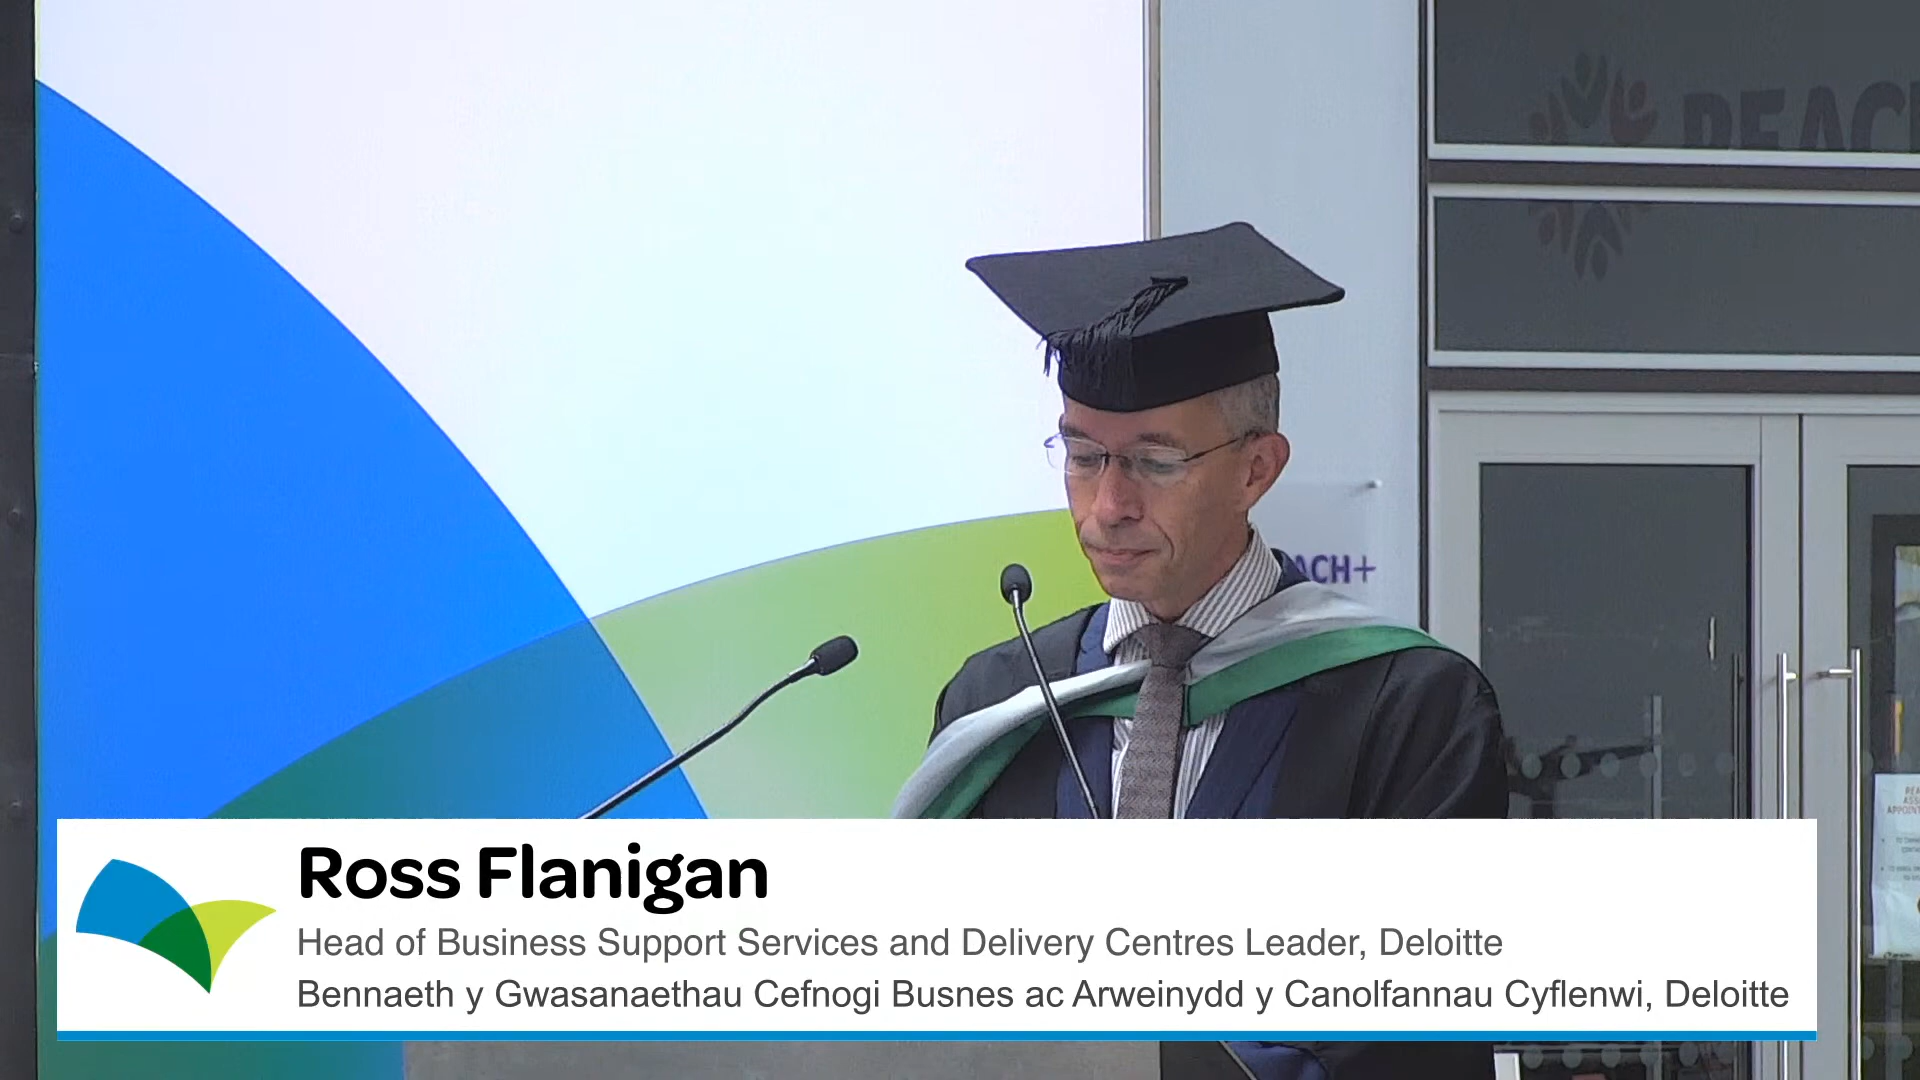 ACH+
Ross Flanigan
Head of Business Support Services and Delivery Centres Leader, Deloitte
Bennaeth y Gwasanaethau Cefnogi Busnes ac Arweinydd y Canolfannau Cyflenwi, Deloitte